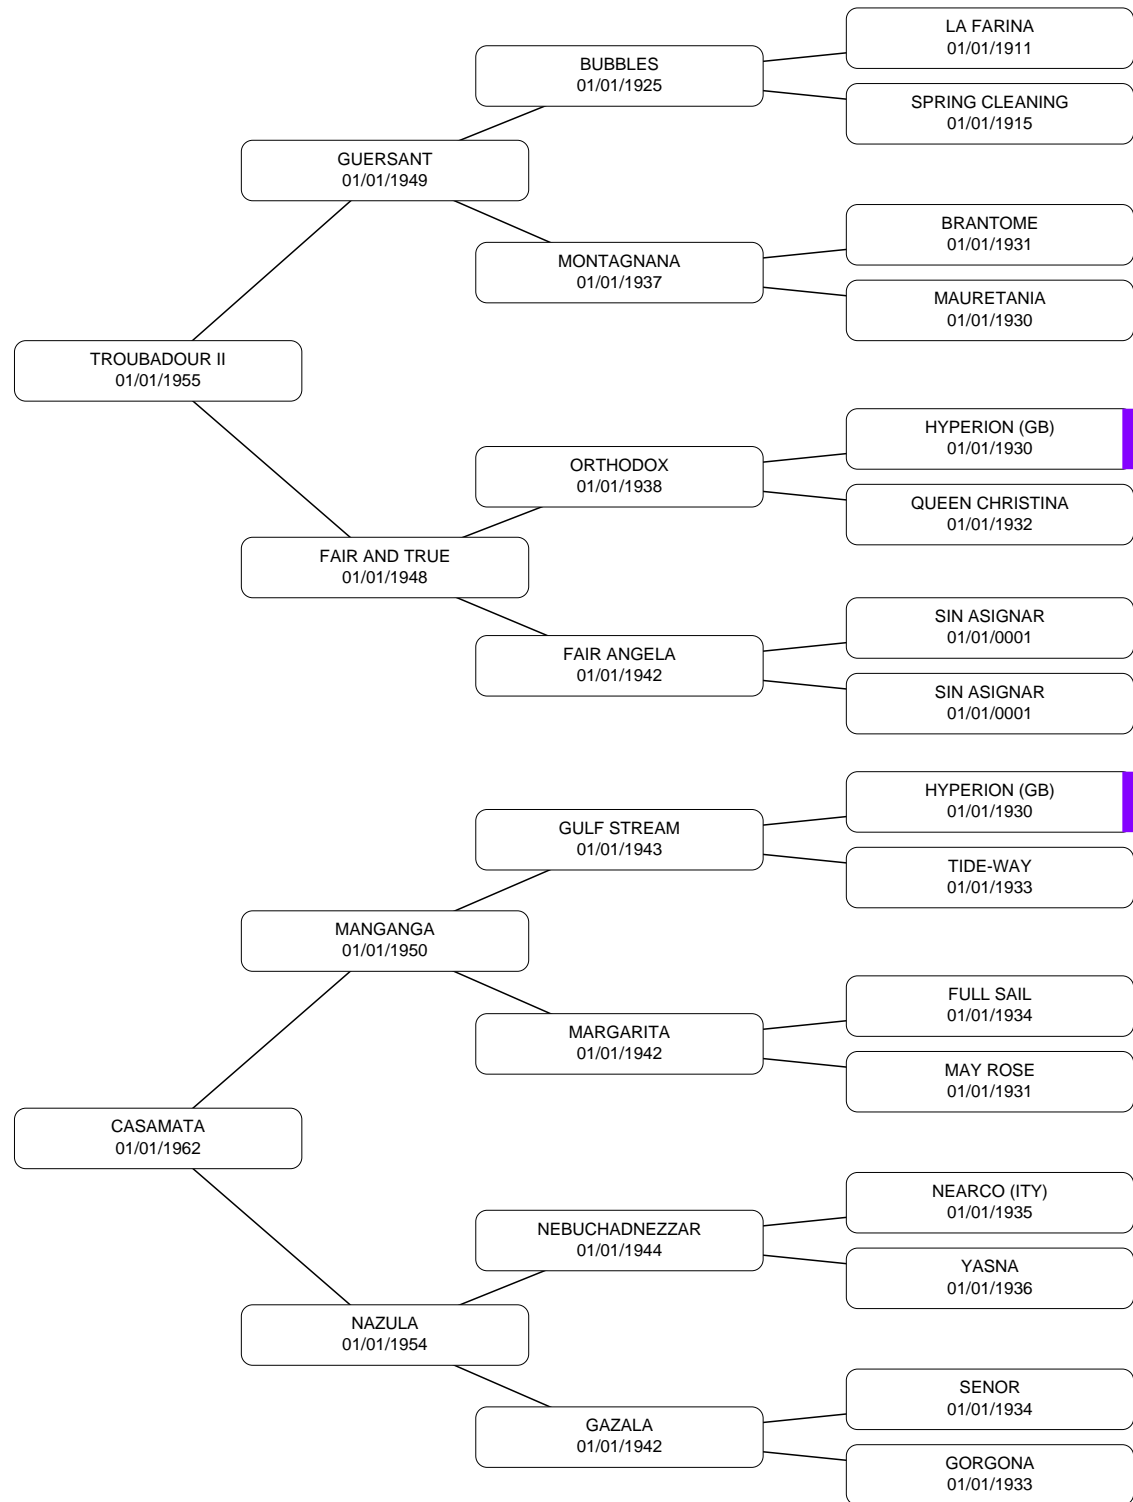 LA FARINA
01/01/1911
BUBBLES
01/01/1925
SPRING CLEANING
01/01/1915
GUERSANT
01/01/1949
BRANTOME
01/01/1931
MONTAGNANA
01/01/1937
MAURETANIA
01/01/1930
TROUBADOUR II
01/01/1955
HYPERION (GB)
01/01/1930
ORTHODOX
01/01/1938
QUEEN CHRISTINA
01/01/1932
FAIR AND TRUE
01/01/1948
SIN ASIGNAR
01/01/0001
FAIR ANGELA
01/01/1942
SIN ASIGNAR
01/01/0001
HYPERION (GB)
01/01/1930
GULF STREAM
01/01/1943
TIDE-WAY
01/01/1933
MANGANGA
01/01/1950
FULL SAIL
01/01/1934
MARGARITA
01/01/1942
MAY ROSE
01/01/1931
CASAMATA
01/01/1962
NEARCO (ITY)
01/01/1935
NEBUCHADNEZZAR
01/01/1944
YASNA
01/01/1936
NAZULA
01/01/1954
SENOR
01/01/1934
GAZALA
01/01/1942
GORGONA
01/01/1933